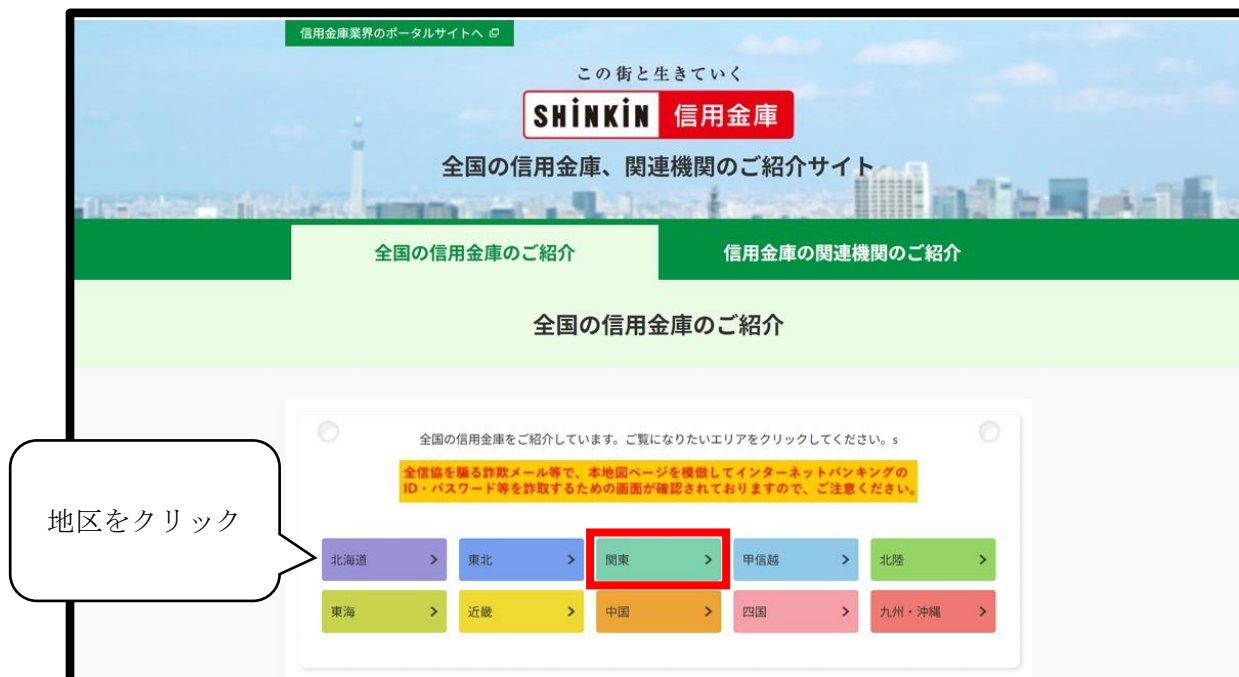 信用金庫業界のポータルサイトへ
この街と生きていく
SHINKIN 信用金庫
全国の信用金庫、関連機関のご紹介サイト
全国の信用金庫のご紹介 信用金庫の関連機関のご紹介
全国の信用金庫のご紹介
全国の信用金庫をご紹介しています。ご覧になりたいエリアをクリックしてください。s
全信協を騙る詐欺メール等で、本地図ページを模倣してインターネットバンキングの
ID・パスワード等を詐取するための画面が確認されておりますので、ご注意ください。
地区をクリック
北海道 東北 関東 甲信越 北陸
東海 近畿 中国 四国 九州・沖縄